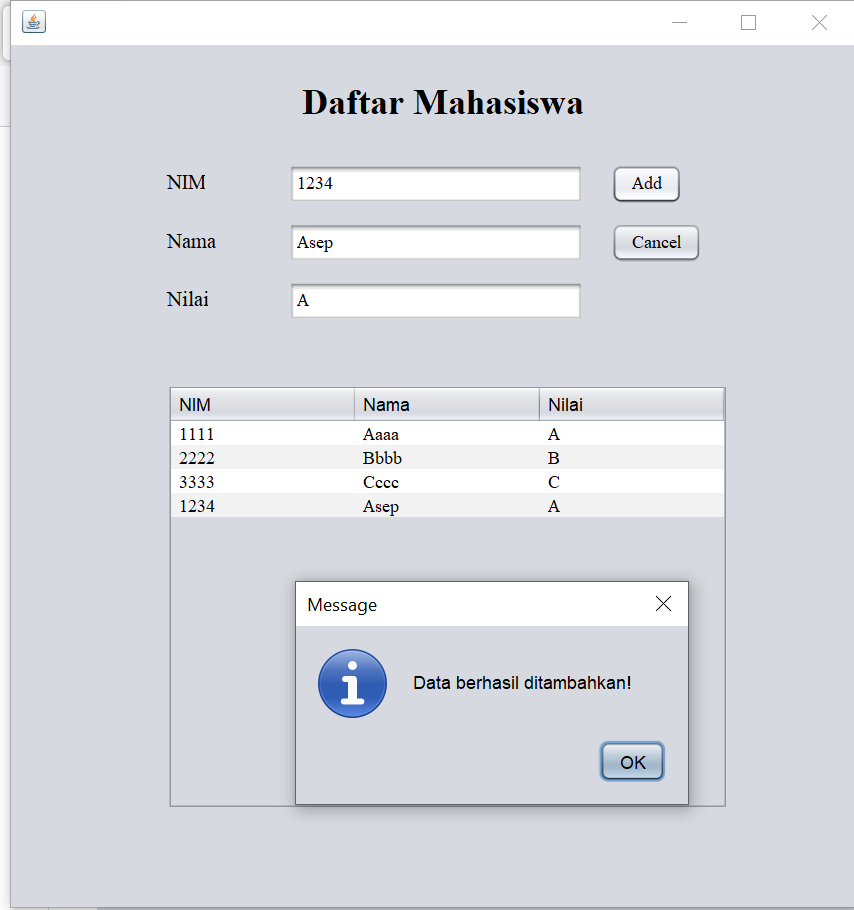 Daftar Mahasiswa
NIM 1234 Add
Nama Asep Cancel
Nilai A
NIM Nama Nilai
1111 Aaaa A
2222 Bbbb B
3333 Cccc C
1234 Asep A
Message
Data berhasil ditambahkan!
OK